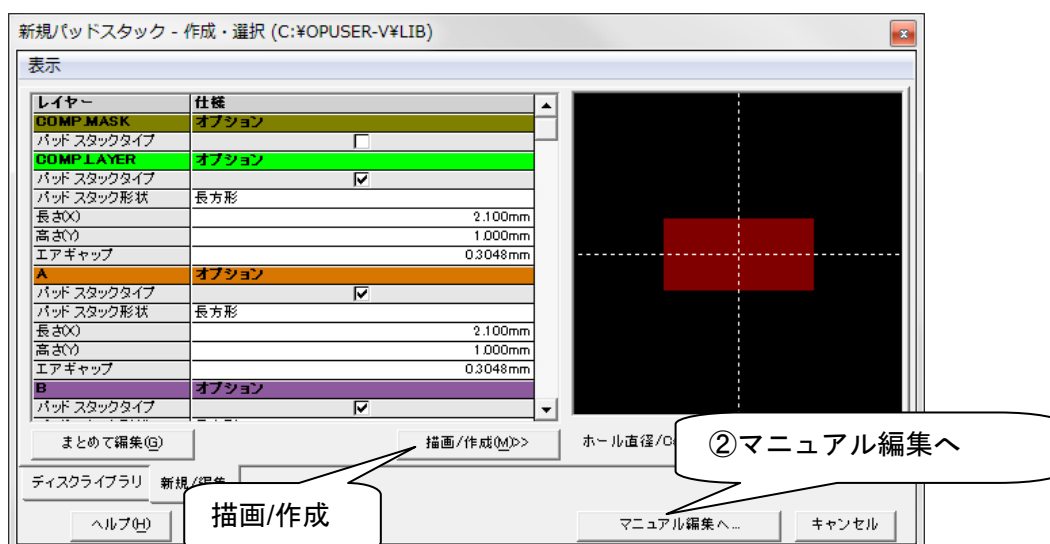 新規パッドスタック - 作成・選択 (C:¥OPUSER-V¥LIB)
表示
レイヤー 仕様
COMP.MASK オプション
パッド スタックタイプ
COMP.LAYER オプション
パッド スタックタイプ
パッド スタック形状 長方形
長さ(X) 2.100mm
高さ(Y) 1.000mm
エアギャップ 0.3048mm
A オプション
パッド スタックタイプ
パッド スタック形状 長方形
長さ(X) 2.100mm
高さ(Y) 1.000mm
エアギャップ 0.3048mm
B オプション
パッド スタックタイプ
まとめて編集(G) 描画/作成(M)>> ホール直径/
②マニュアル編集へ
ディスクライブラリ 新規/編集
描画/作成
ヘルプ(H) マニュアル編集へ... キャンセル